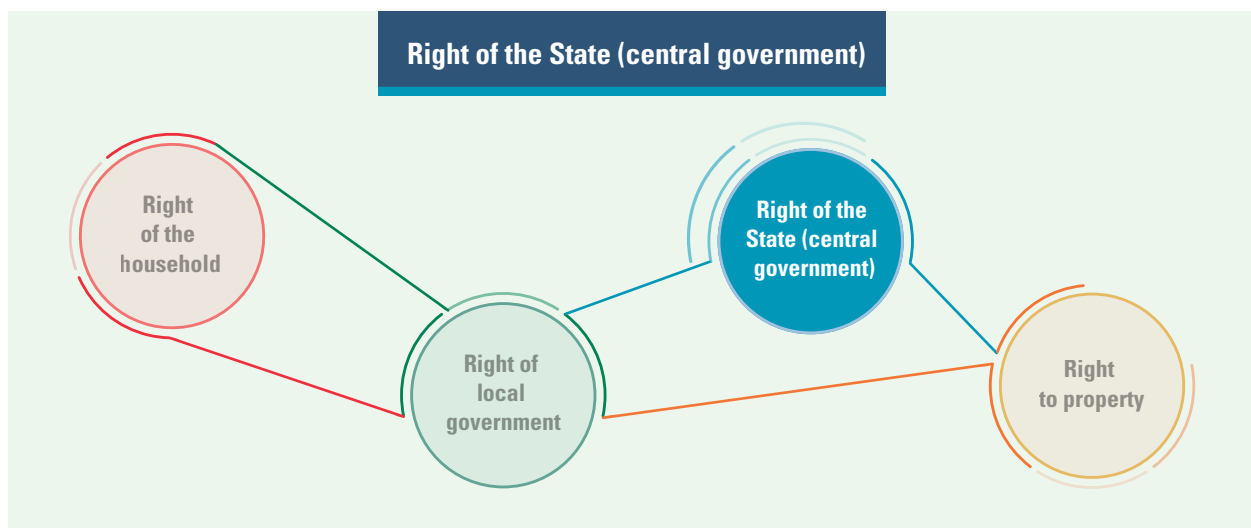 Right of the State (central government)
Right
of the
household
Right of the
State (central
government)
Right of
local
government
Right
to property